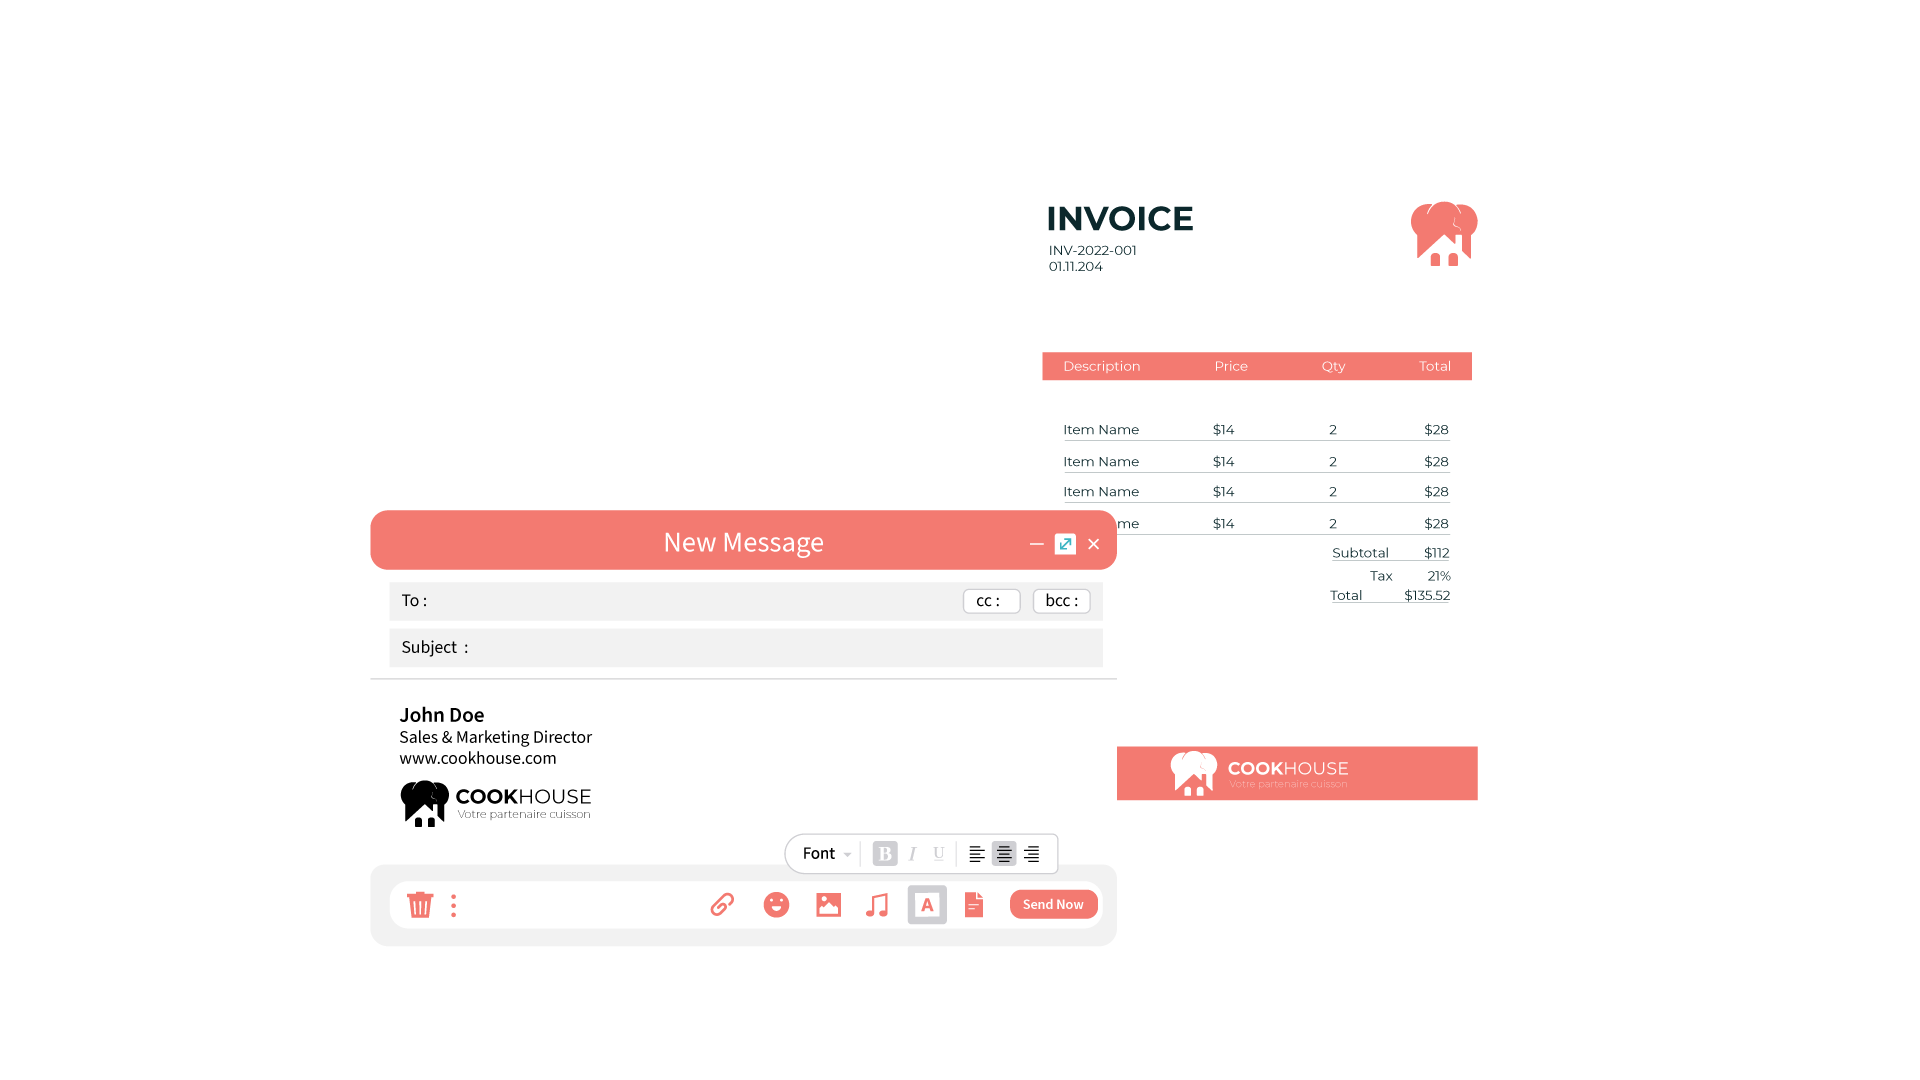 INVOICE
INV-2022-001
01.11.204
Description Price Qty Total
Item Name $14 2 $28
Item Name $14 2 $28
Item Name $14 2 $28
me $14 2 $28
Subtotal $112
Tax 21%
Total $135.52
COOKHOUSE
Votre partenaire cuisson
New Message
To : cc : bcc :
Subject :
John Doe
Sales & Marketing Director
www.cookhouse.com
COOKHOUSE
Votre partenaire cuisson
Font B I U
A Send Now